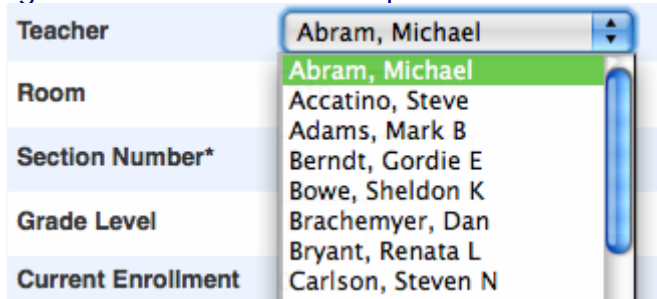 Teacher
Abram, Michael
Abram, Michael
Room
Accatino, Steve
Adams, Mark B
Section Number*
Berndt, Gordie E
Bowe, Sheldon K
Grade Level
Brachemyer, Dan
Bryant, Renata L
Current Enrollment
Carlson, Steven N